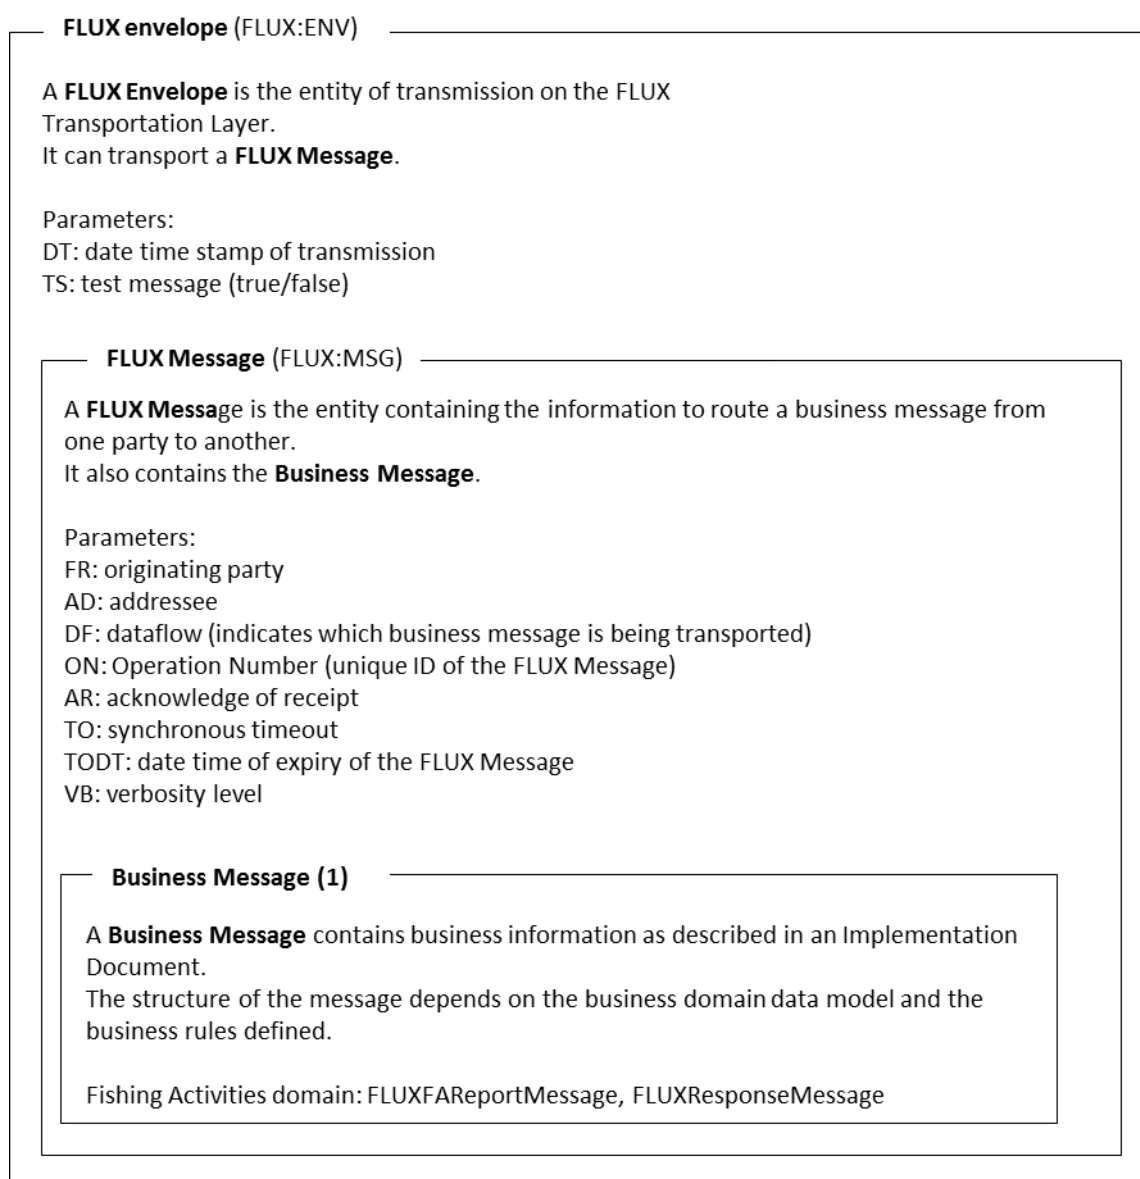 FLUX envelope (FLUX:ENV)
A FLUX Envelope is the entity of transmission on the FLUX
Transportation Layer.
It can transport a FLUX Message.
Parameters:
DT: date time stamp of transmission
TS: test message (true/false)
FLUX Message (FLUX:MSG)
A FLUX Message is the entity containing the information to route a business message from
one party to another.
It also contains the Business Message.
Parameters:
FR: originating party
AD: addressee
DF: dataflow (indicates which business message is being transported)
ON: Operation Number (unique ID of the FLUX Message)
AR: acknowledge of receipt
TO: synchronous timeout
TODT: date time of expiry of the FLUX Message
VB: verbosity level
Business Message (1)
A Business Message contains business information as described in an Implementation
Document.
The structure of the message depends on the business domain data model and the
business rules defined.
Fishing Activities domain: FLUXFAReportMessage, FLUXResponseMessage